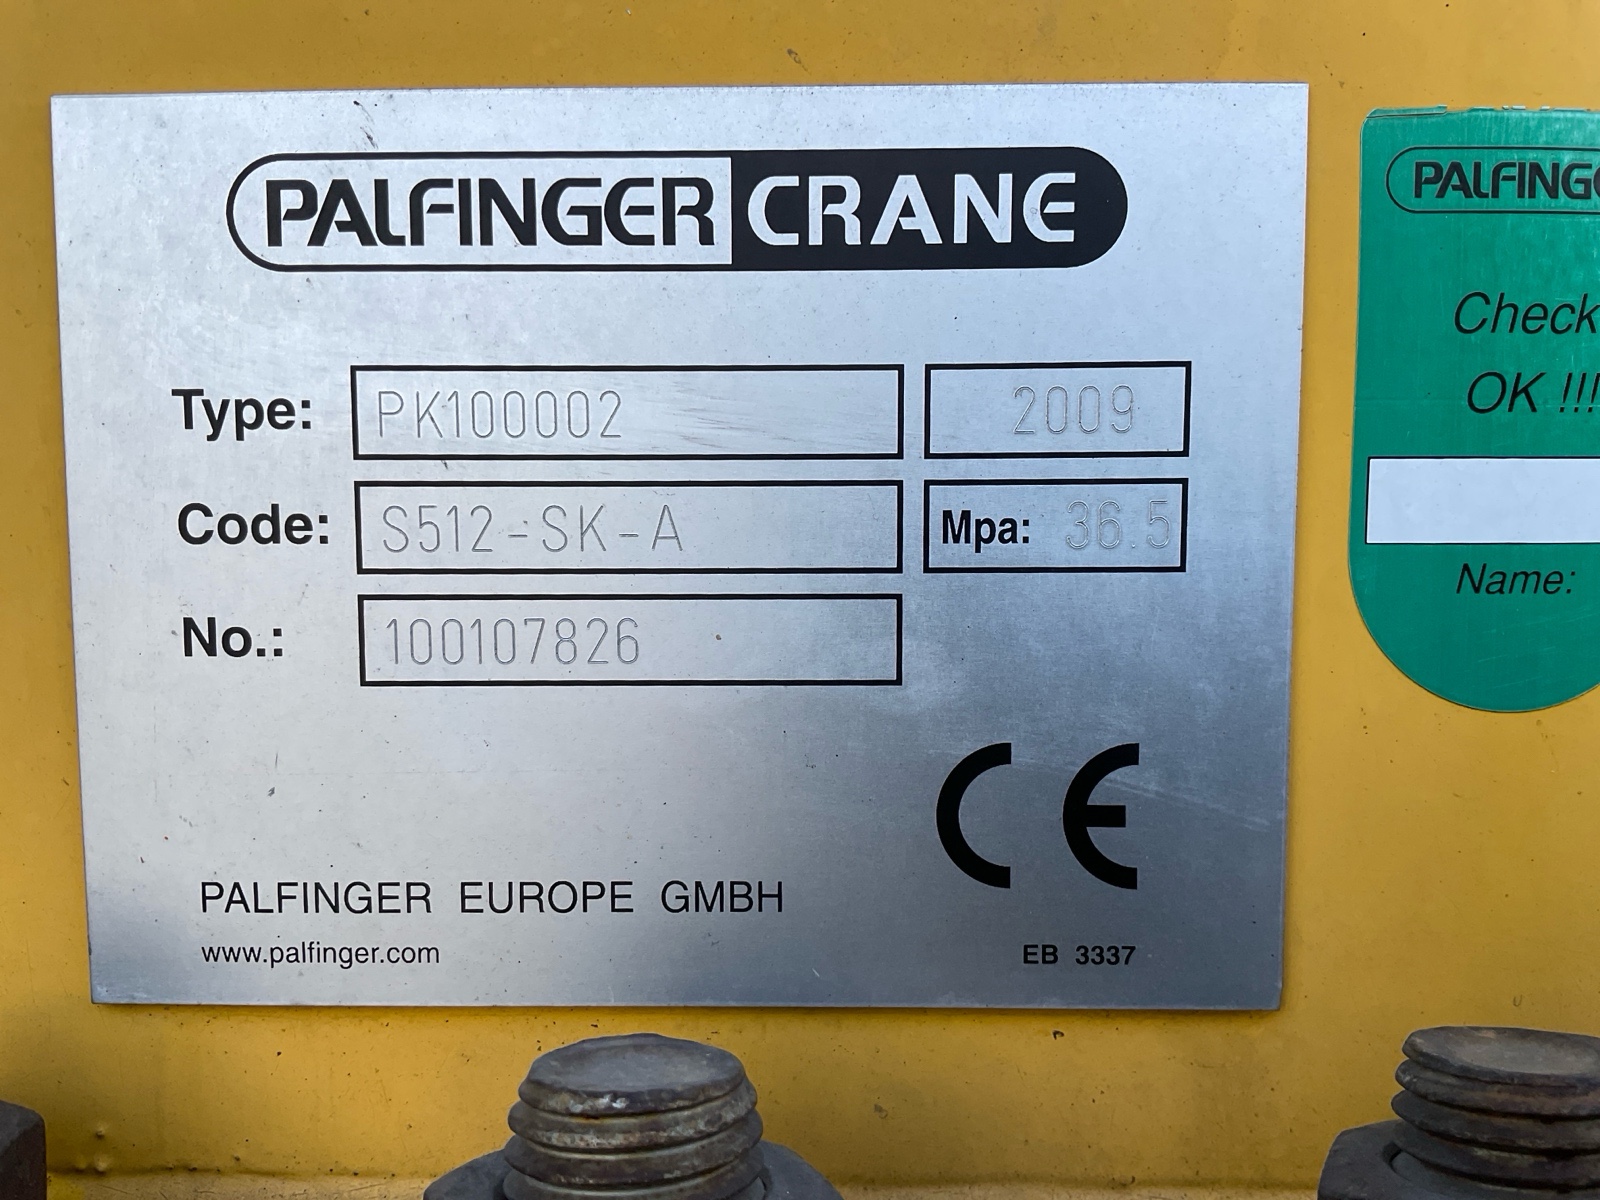 PALFINGER CRANE
Type: PK100002 2009
Code: S512-SK-A Mpa: 36.5
No.: 100107826
CE
PALFINGER EUROPE GMBH
www.palfinger.com
EB 3337
PALFING
Check
OK !!!
Name: